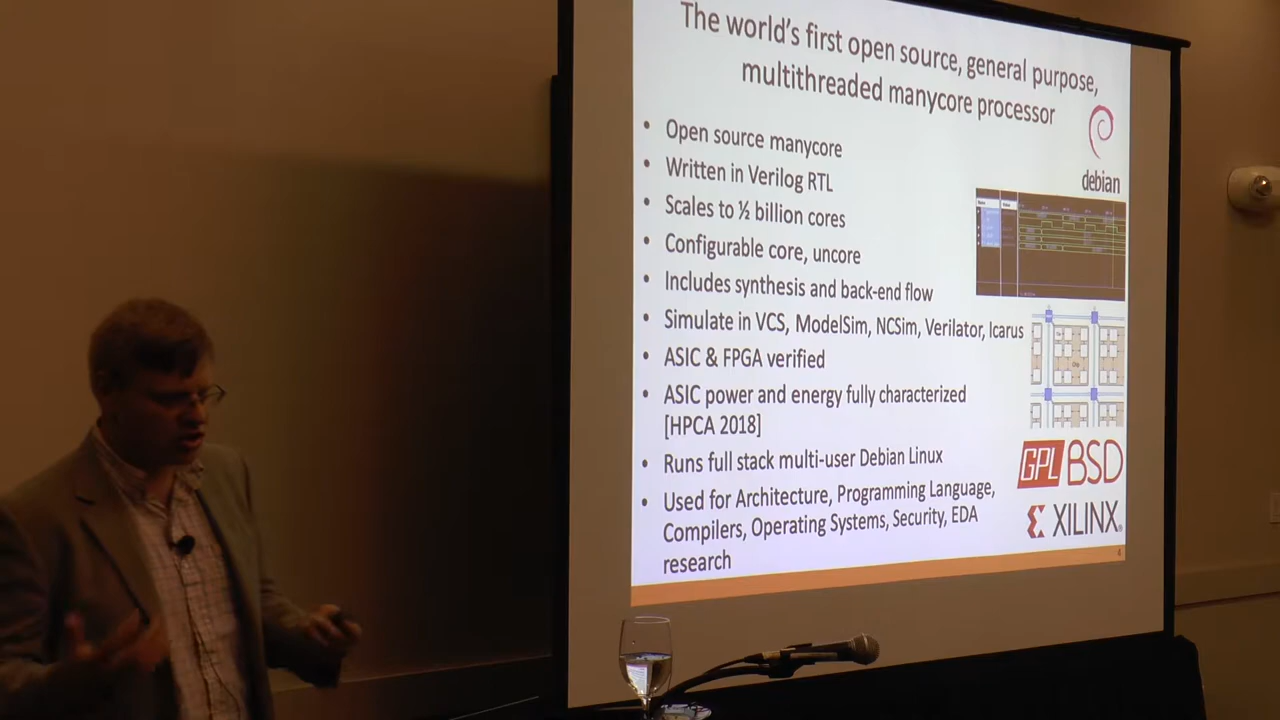 The world's first open source, general purpose,
multithreaded manycore processor
• Open source manycore
• Written in Verilog RTL
• Scales to ½ billion cores
• Configurable core, uncore
• Includes synthesis and back-end flow
• Simulate in VCS, ModelSim, NCSim, Verilator, Icarus
• ASIC & FPGA verified
• ASIC power and energy fully characterized
[HPCA 2018]
• Runs full stack multi-user Debian Linux
• Used for Architecture, Programming Language,
Compilers, Operating Systems, Security, EDA
research
debian
Chip
GPL BSD
XILINX®
4